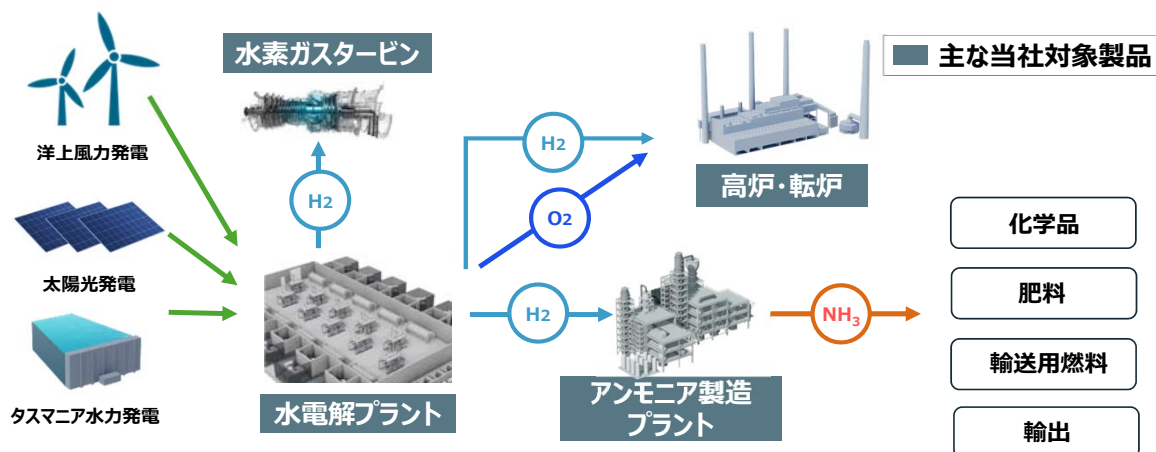 水素ガスタービン
主な当社対象製品
洋上風力発電
H2
H2
高炉・転炉
O2
化学品
太陽光発電
肥料
H2
NH₃
輸送用燃料
タスマニア水力発電
水電解プラント
アンモニア製造
プラント
輸出